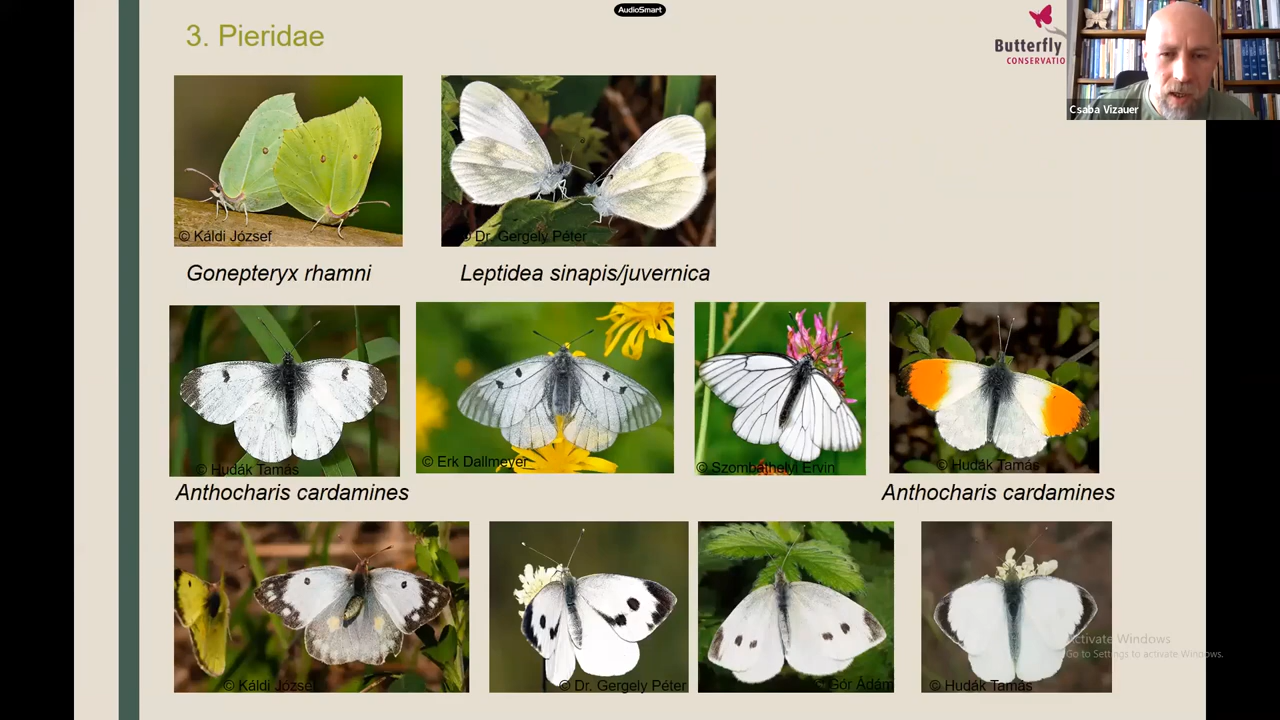 AudioSmart
3. Pieridae
Butterfly
CONSERVATIO
Csaba Vizauer
© Káldi József
© Dr. Gergely Péter
Gonepteryx rhamni
Leptidea sinapis/juvernica
© Hudák Tamás
© Erk Dallmeyer
© Szombathelyi Ervin
© Hudák Tamás
Anthocharis cardamines
Anthocharis cardamines
Activate Windows
Go to Settings to activate Windows.
© Káldi József
© Dr. Gergely Péter
Gór Ádám
© Hudák Tamás